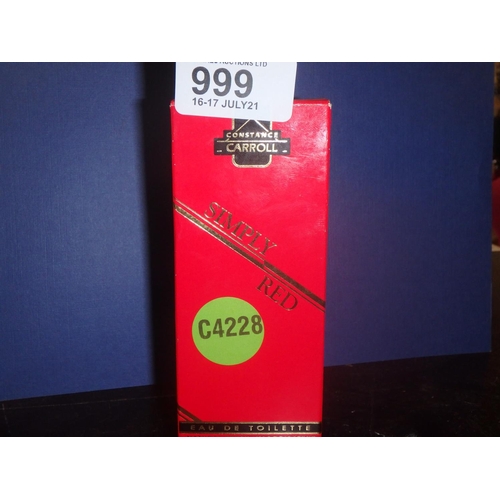 999
16-17 JULY21
CONSTANCE
CARROLL
SIMPLY
RED
C4228
EAU DE TOILETTE